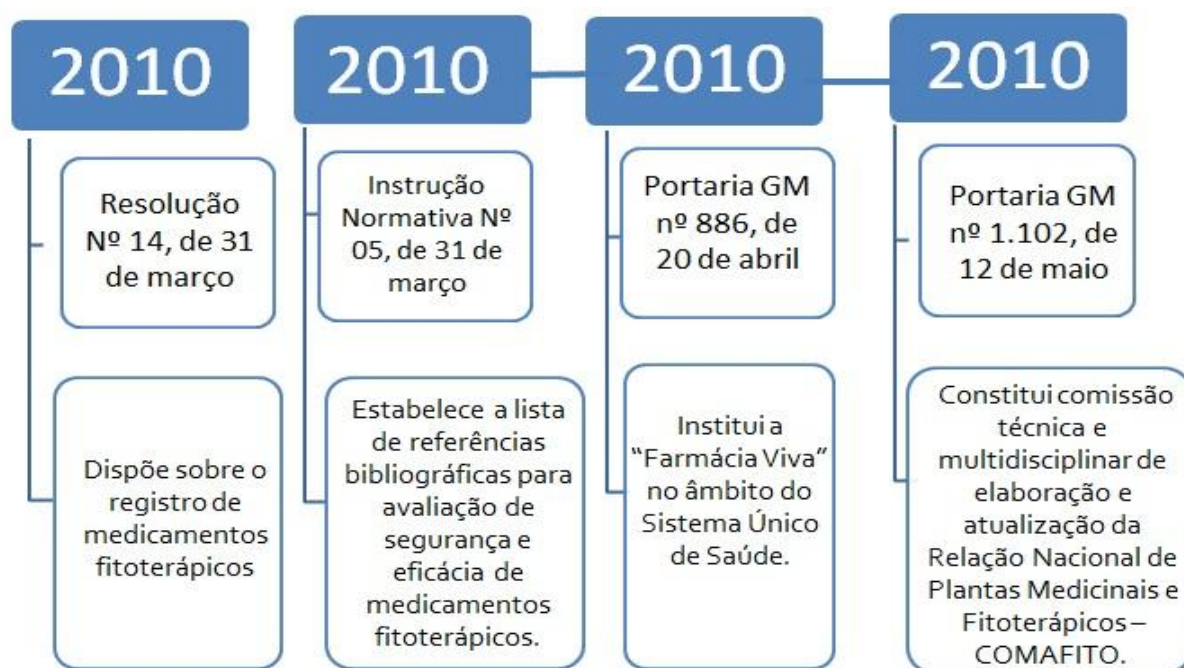 2010
Resolução
Nº 14, de 31
de março
Dispõe sobre o
registro de
medicamentos
fitoterápicos
2010
Instrução
Normativa Nº
05, de 31 de
março
Estabelece a lista
de referências
bibliográficas para
avaliação de
segurança e
eficácia de
medicamentos
fitoterápicos.
2010
Portaria GM
nº 886, de
20 de abril
Institui a
“Farmácia Viva”
no âmbito do
Sistema Único
de Saúde.
2010
Portaria GM
nº 1.102, de
12 de maio
Constitui comissão
técnica e
multidisciplinar de
elaboração e
atualização da
Relação Nacional de
Plantas Medicinais e
Fitoterápicos –
COMAFITO.